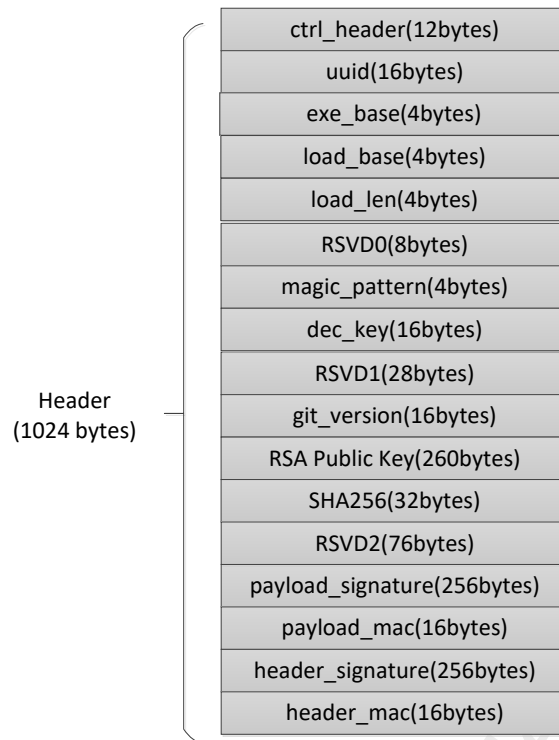 ctrl_header(12bytes)
uuid(16bytes)
exe_base(4bytes)
load_base(4bytes)
load_len(4bytes)
RSVD0(8bytes)
magic_pattern(4bytes)
dec_key(16bytes)
RSVD1(28bytes)
Header
(1024 bytes)
git_version(16bytes)
RSA Public Key(260bytes)
SHA256(32bytes)
RSVD2(76bytes)
payload_signature(256bytes)
payload_mac(16bytes)
header_signature(256bytes)
header_mac(16bytes)